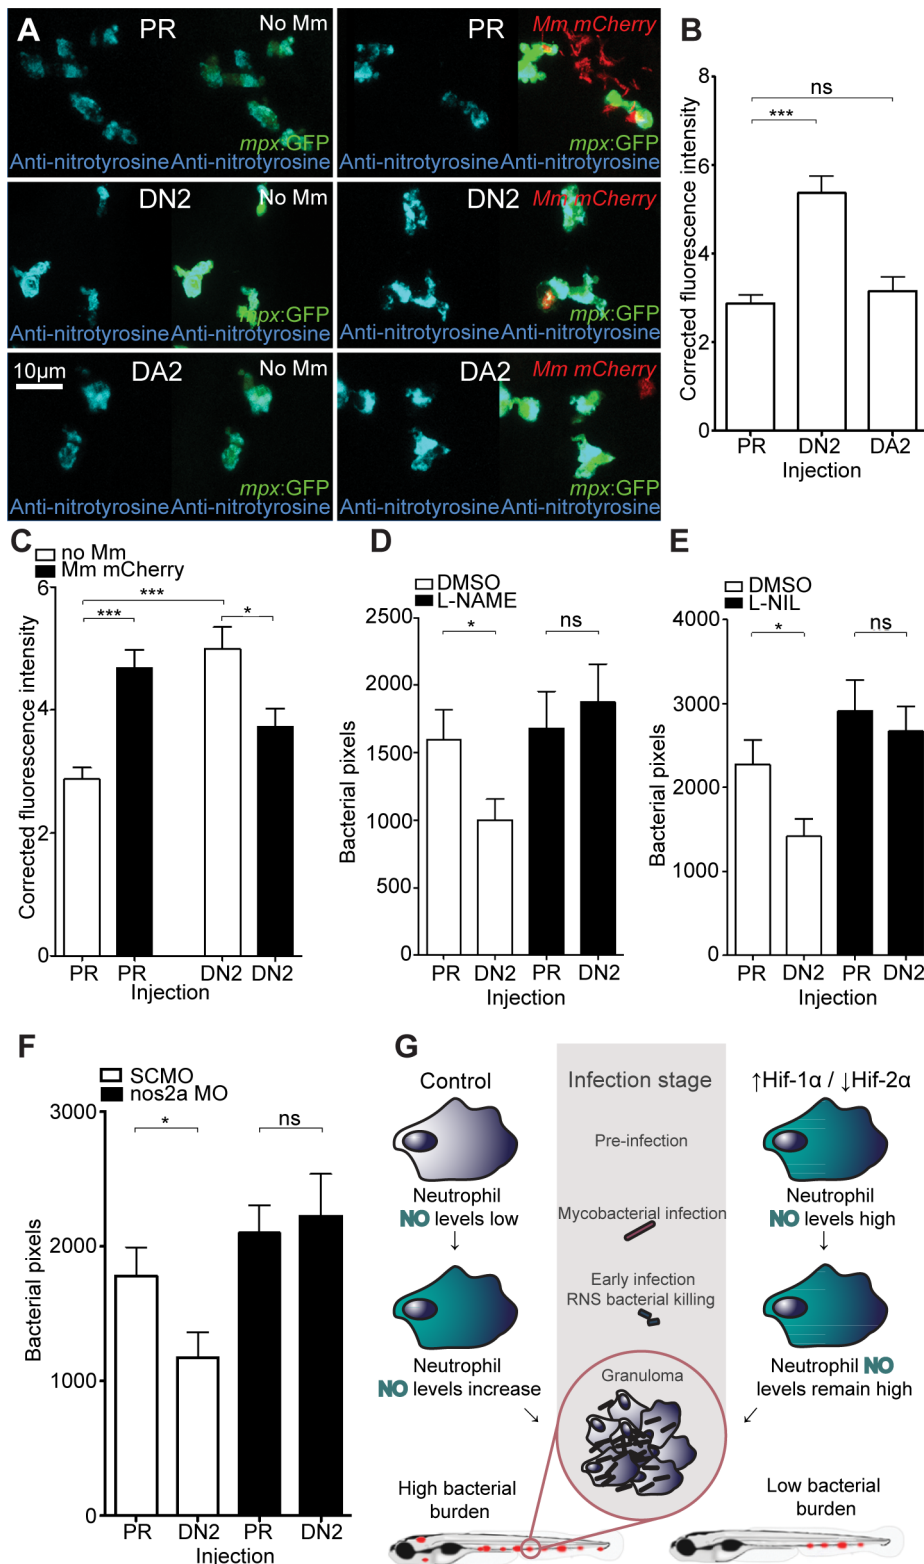 A
PR
No Mm
mpx:GFP
Anti-nitrotyrosine Anti-nitrotyrosine
PR
Mm mCherry
mpx:GFP
Anti-nitrotyrosine Anti-nitrotyrosine
DN2
No Mm
mpx:GFP
Anti-nitrotyrosine Anti-nitrotyrosine
DN2
Mm mCherry
mpx:GFP
Anti-nitrotyrosine Anti-nitrotyrosine
10μm
DA2
No Mm
mpx:GFP
Anti-nitrotyrosine Anti-nitrotyrosine
DA2
Mm mCherry
mpx:GFP
Anti-nitrotyrosine Anti-nitrotyrosine
B
Corrected fluorescence intensity
8
6
4
2
0
ns
***
PR DN2 DA2
Injection
C
no Mm
Mm mCherry
Corrected fluorescence intensity
6
4
2
0
***
***
*
PR PR DN2 DN2
Injection
D
DMSO
L-NAME
Bacterial pixels
2500
2000
1500
1000
500
0
*
ns
PR DN2 PR DN2
Injection
E
DMSO
L-NIL
Bacterial pixels
4000
3000
2000
1000
0
*
ns
PR DN2 PR DN2
Injection
F
SCMO
nos2a MO
Bacterial pixels
3000
2000
1000
0
*
ns
PR DN2 PR DN2
Injection
G
Control
Infection stage
↑Hif-1α / ↓Hif-2α
Pre-infection
Neutrophil
NO levels low
↓
Mycobacterial infection
Neutrophil
NO levels high
↓
Early infection
RNS bacterial killing
Neutrophil
NO levels increase
↓
Neutrophil NO
levels remain high
↓
Granuloma
High bacterial
burden
Low bacterial
burden